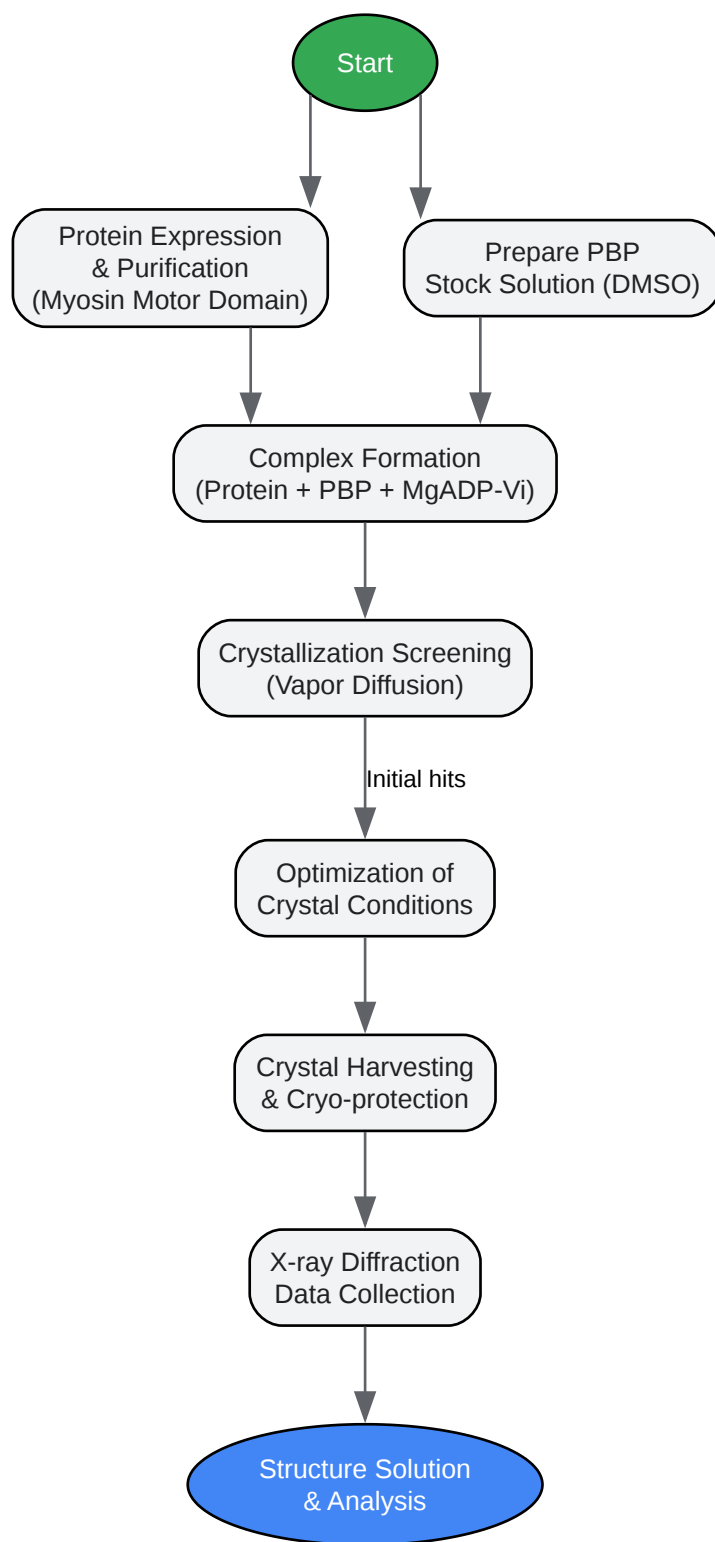 Start
Protein Expression
& Purification
(Myosin Motor Domain)
Prepare PBP
Stock Solution (DMSO)
Complex Formation
(Protein + PBP + MgADP-Vi)
Crystallization Screening
(Vapor Diffusion)
Initial hits
Optimization of
Crystal Conditions
Crystal Harvesting
& Cryo-protection
X-ray Diffraction
Data Collection
Structure Solution
& Analysis